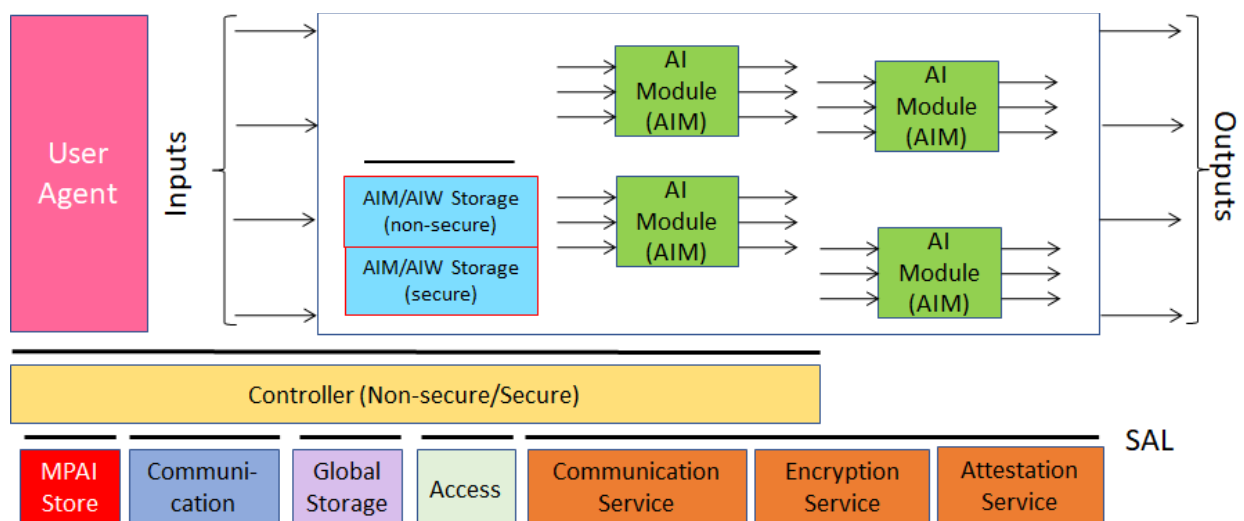 User
Agent
Inputs
AIM/AIW Storage
(non-secure)
AIM/AIW Storage
(secure)
AI
Module
(AIM)
AI
Module
(AIM)
AI
Module
(AIM)
AI
Module
(AIM)
Outputs
Controller (Non-secure/Secure)
SAL
MPAI
Store
Communi-
cation
Global
Storage
Access
Communication
Service
Encryption
Service
Attestation
Service